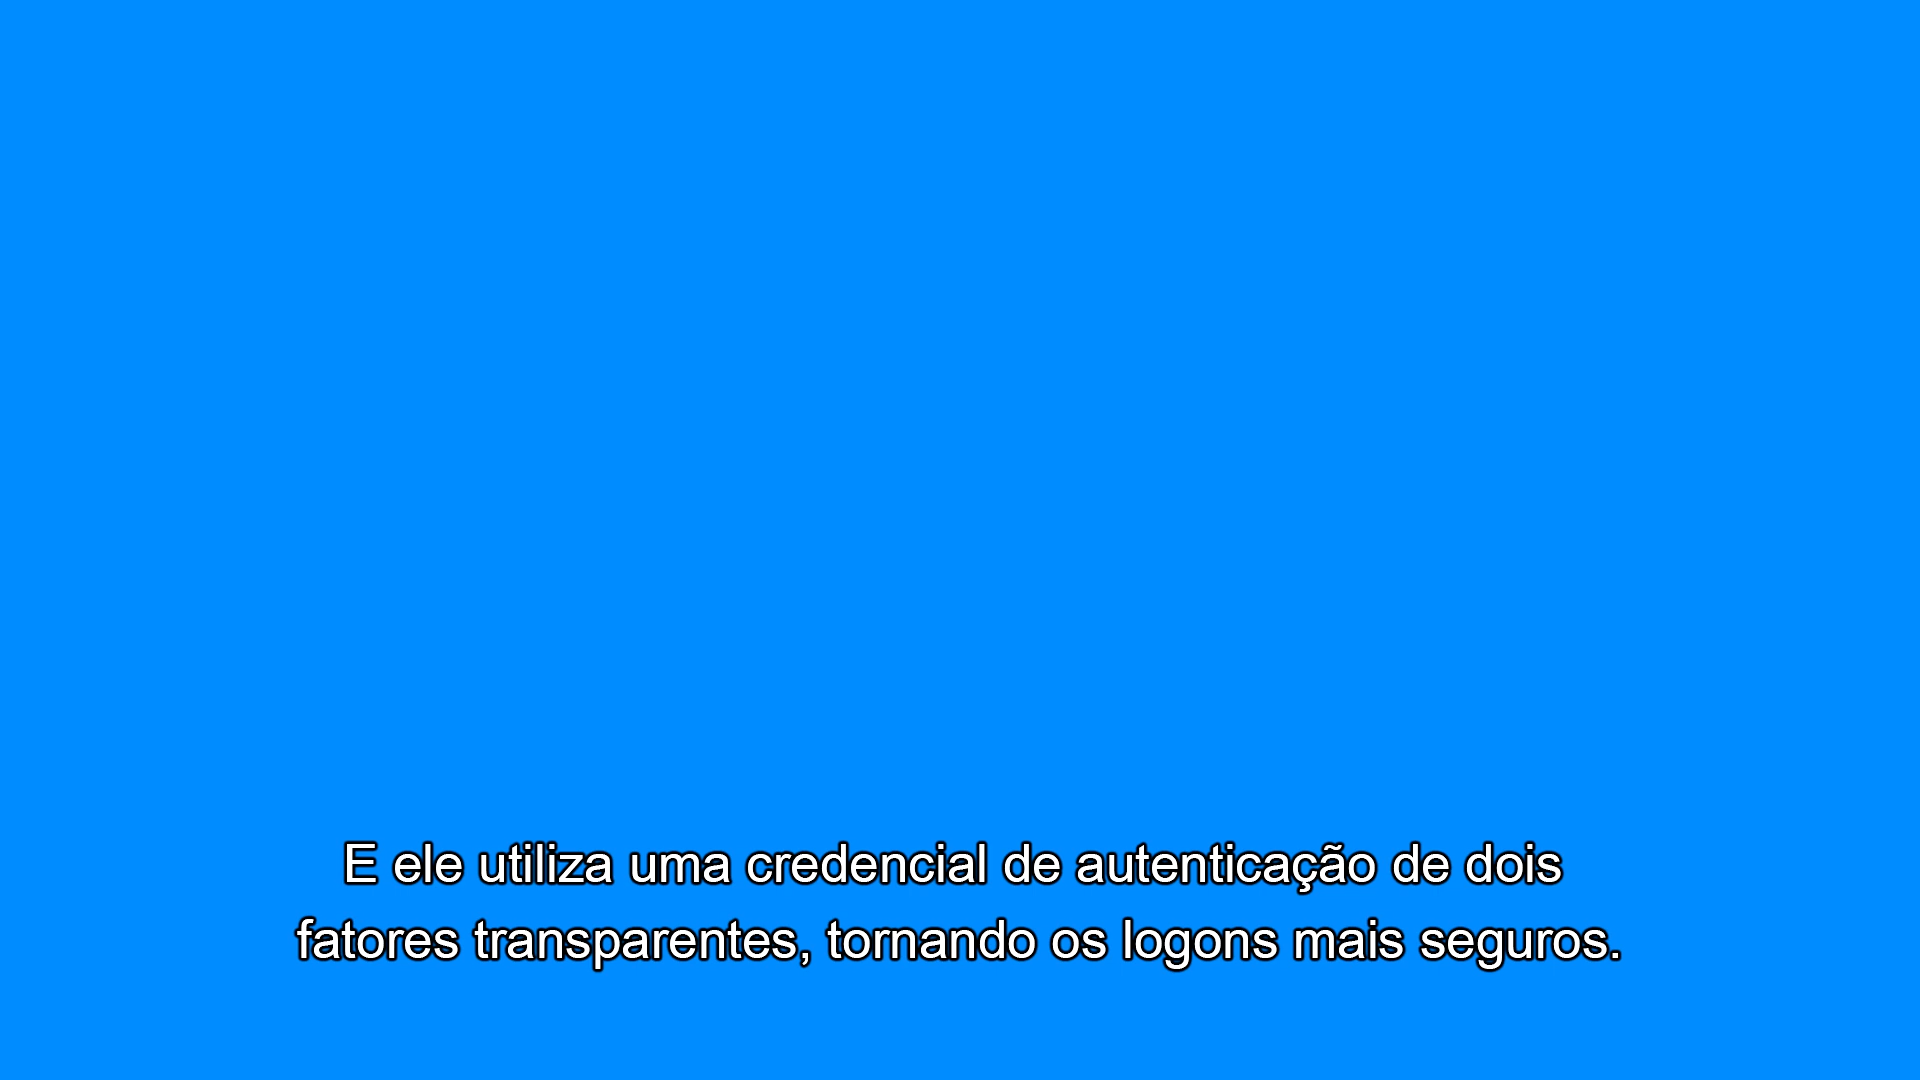 E ele utiliza uma credencial de autenticação de dois
fatores transparentes, tornando os logons mais seguros.